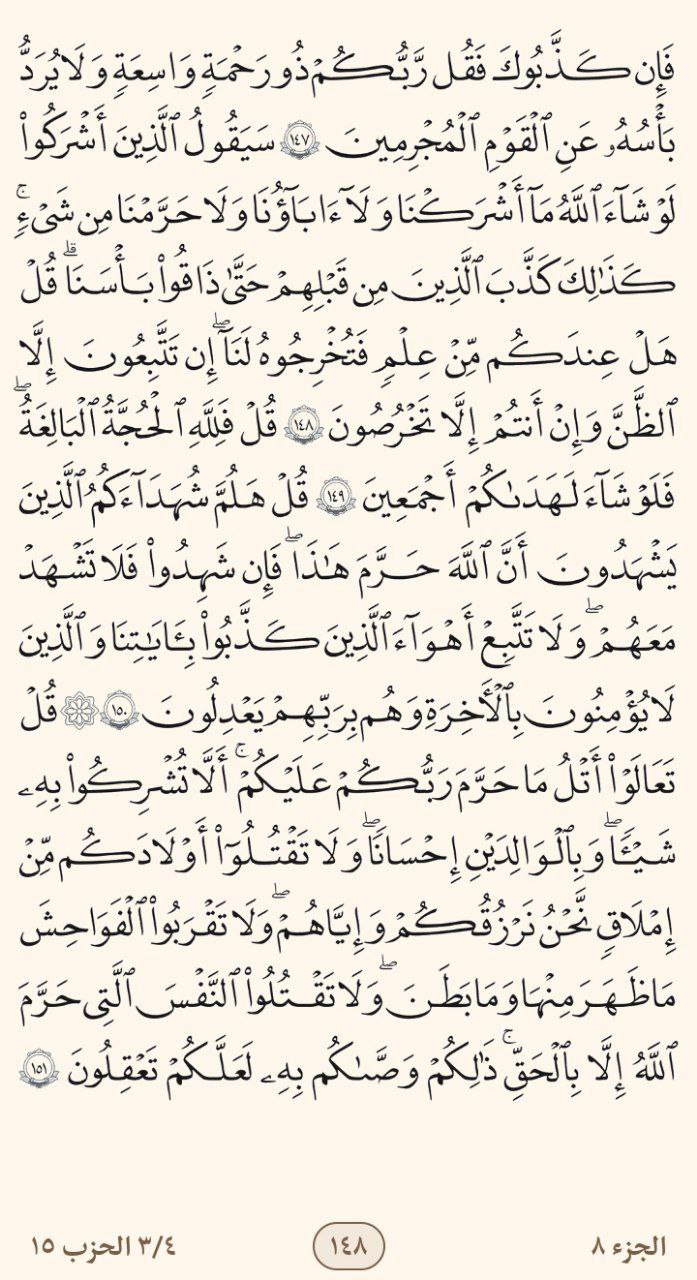 فَإِن كَذَّبُوكَ فَقُل رَّبُّكُمْ ذُو رَحْمَةٍ وَاسِعَةٍ وَلَا يُرَدُّ
بَأْسُهُۥ عَنِ ٱلْقَوْمِ ٱلْمُجْرِمِينَ ١٤٧ سَيَقُولُ ٱلَّذِينَ أَشْرَكُوا۟
لَوْ شَآءَ ٱللَّهُ مَآ أَشْرَكْنَا وَلَآ ءَابَآؤُنَا وَلَا حَرَّمْنَا مِن شَىْءٍۚ
كَذَٰلِكَ كَذَّبَ ٱلَّذِينَ مِن قَبْلِهِمْ حَتَّىٰ ذَاقُوا۟ بَأْسَنَاۗ قُلْ
هَلْ عِندَكُم مِّنْ عِلْمٍ فَتُخْرِجُوهُ لَنَآۖ إِن تَتَّبِعُونَ إِلَّا
ٱلظَّنَّ وَإِنْ أَنتُمْ إِلَّا تَخْرُصُونَ ١٤٨ قُلْ فَلِلَّهِ ٱلْحُجَّةُ ٱلْبَـٰلِغَةُۖ
فَلَوْ شَآءَ لَهَدَىٰكُمْ أَجْمَعِينَ ١٤٩ قُلْ هَلُمَّ شُهَدَآءَكُمُ ٱلَّذِينَ
يَشْهَدُونَ أَنَّ ٱللَّهَ حَرَّمَ هَـٰذَاۖ فَإِن شَهِدُوا۟ فَلَا تَشْهَدْ
مَعَهُمْۖ وَلَا تَتَّبِعْ أَهْوَآءَ ٱلَّذِينَ كَذَّبُوا۟ بِـَٔايَـٰتِنَا وَٱلَّذِينَ
لَا يُؤْمِنُونَ بِٱلْـَٔاخِرَةِ وَهُم بِرَبِّهِمْ يَعْدِلُونَ ١٥٠ ۞ قُلْ
تَعَالَوْا۟ أَتْلُ مَا حَرَّمَ رَبُّكُمْ عَلَيْكُمْۚ أَلَّا تُشْرِكُوا۟ بِهِۦ
شَيْـًٔاۖ وَبِٱلْوَٰلِدَيْنِ إِحْسَـٰنًاۖ وَلَا تَقْتُلُوٓا۟ أَوْلَـٰدَكُم مِّنْ
إِمْلَـٰقٍۢ نَّحْنُ نَرْزُقُكُمْ وَإِيَّاهُمْۖ وَلَا تَقْرَبُوا۟ ٱلْفَوَٰحِشَ
مَا ظَهَرَ مِنْهَا وَمَا بَطَنَۖ وَلَا تَقْتُلُوا۟ ٱلنَّفْسَ ٱلَّتِى حَرَّمَ
ٱللَّهُ إِلَّا بِٱلْحَقِّۚ ذَٰلِكُمْ وَصَّىٰكُم بِهِۦ لَعَلَّكُمْ تَعْقِلُونَ ١٥١
الجزء ٨
١٤٨
٣/٤ الحزب ١٥